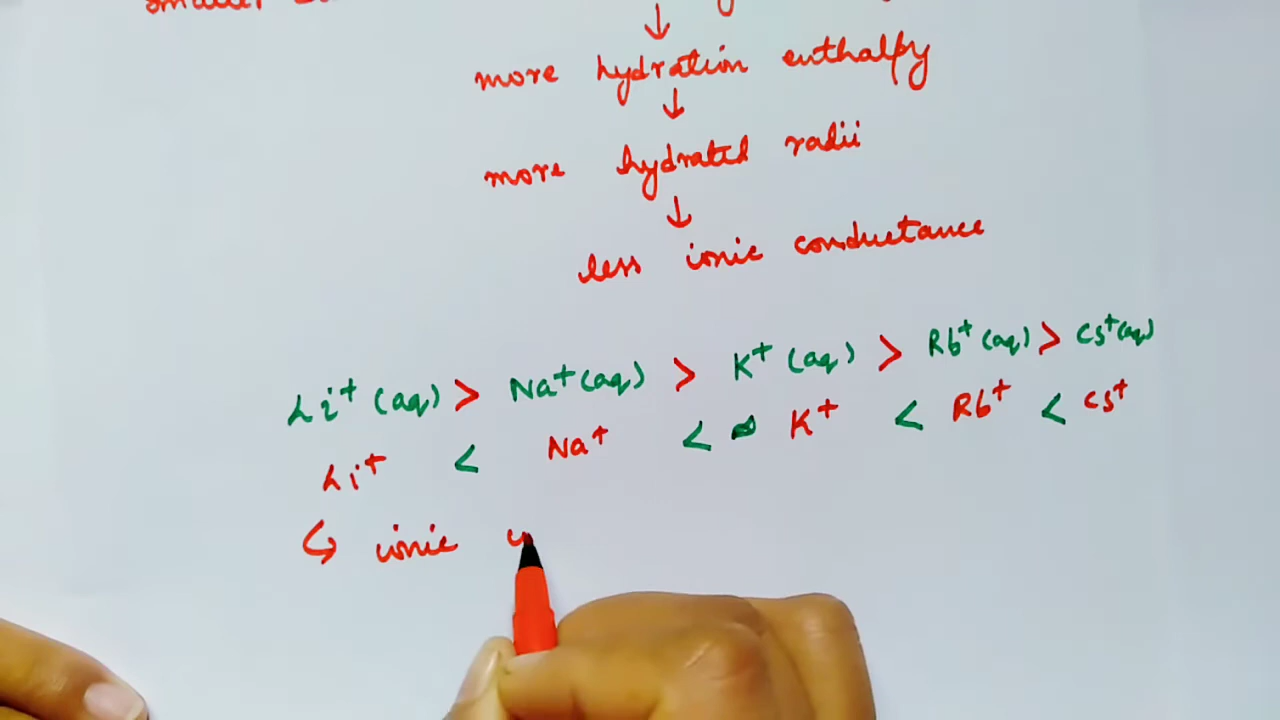 smaller
↓
more hydration enthalpy
↓
more hydrated radii
↓
less ionic conductance
Li⁺ (aq) > Na⁺(aq) > K⁺ (aq) > Rb⁺ (aq) > Cs⁺(aq)
Li⁺ < Na⁺ < K⁺ < Rb⁺ < Cs⁺
↪ ionic